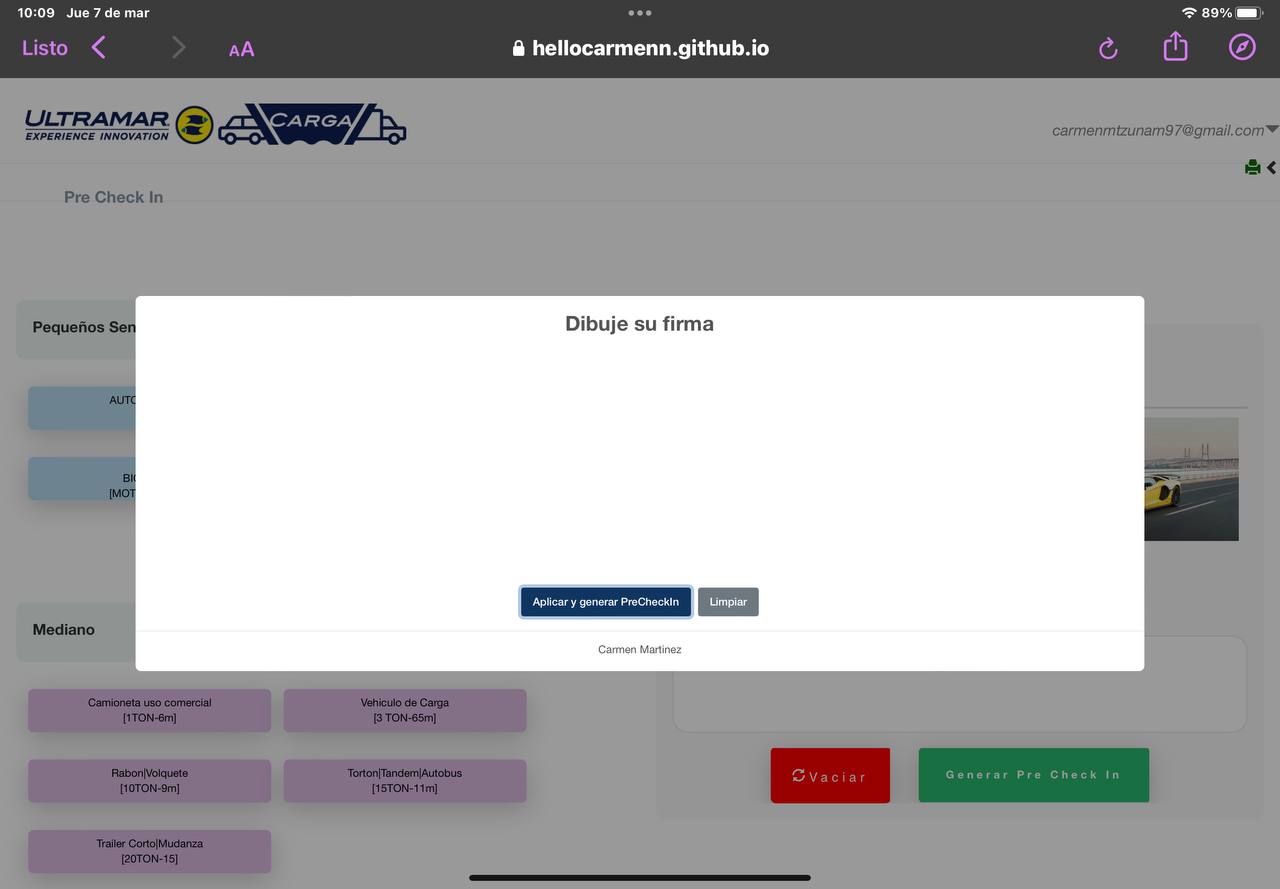 10:09 Jue 7 de mar
89%
Listo
AA
hellocarmenn.github.io
ULTRAMAR
EXPERIENCE INNOVATION
CARGA
carmenmtzunam97@gmail.com
Pre Check In
Pequeños Sen
AUTO
BIC
[MOT
Dibuje su firma
Aplicar y generar PreCheckIn
Limpiar
Carmen Martinez
Mediano
Camioneta uso comercial
[1TON-6m]
Vehiculo de Carga
[3 TON-65m]
Rabon|Volquete
[10TON-9m]
Torton|Tandem|Autobus
[15TON-11m]
Trailer Corto|Mudanza
[20TON-15]
Vaciar
Generar Pre Check In